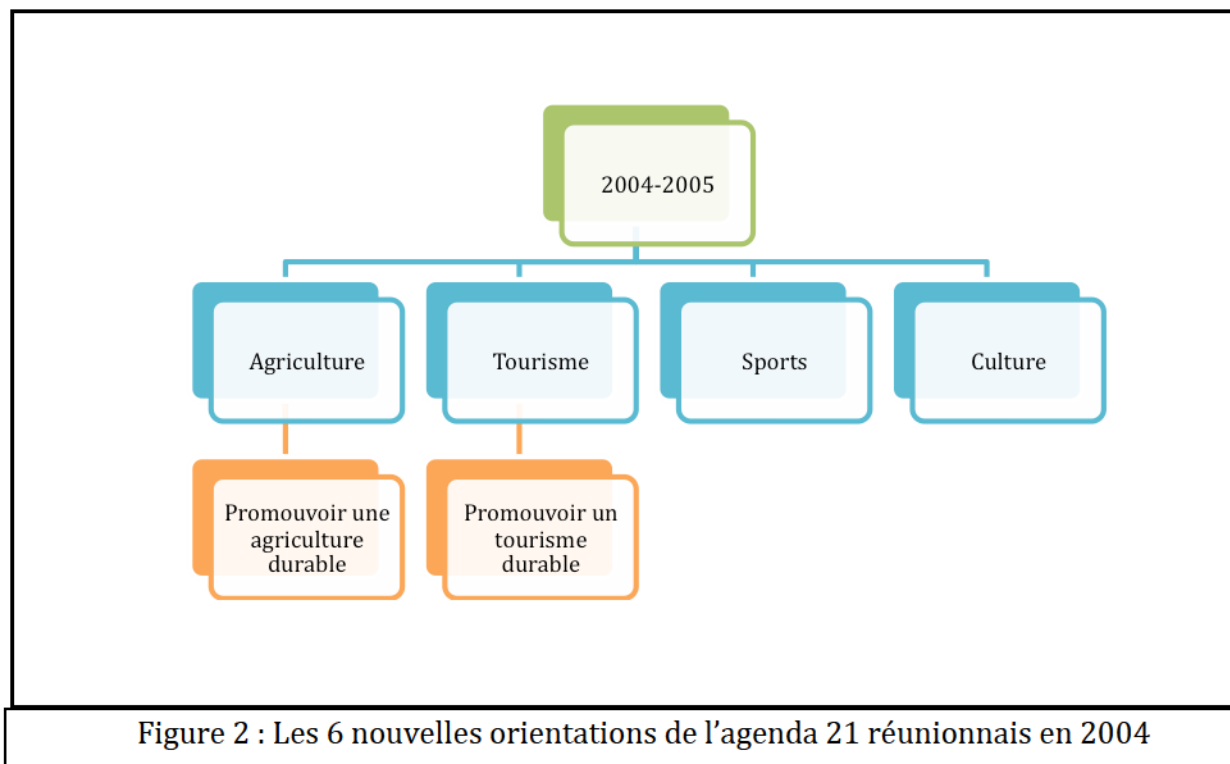 2004-2005
Agriculture
Tourisme
Sports
Culture
Promouvoir une
agriculture
durable
Promouvoir un
tourisme
durable
Figure 2 : Les 6 nouvelles orientations de l’agenda 21 réunionnais en 2004